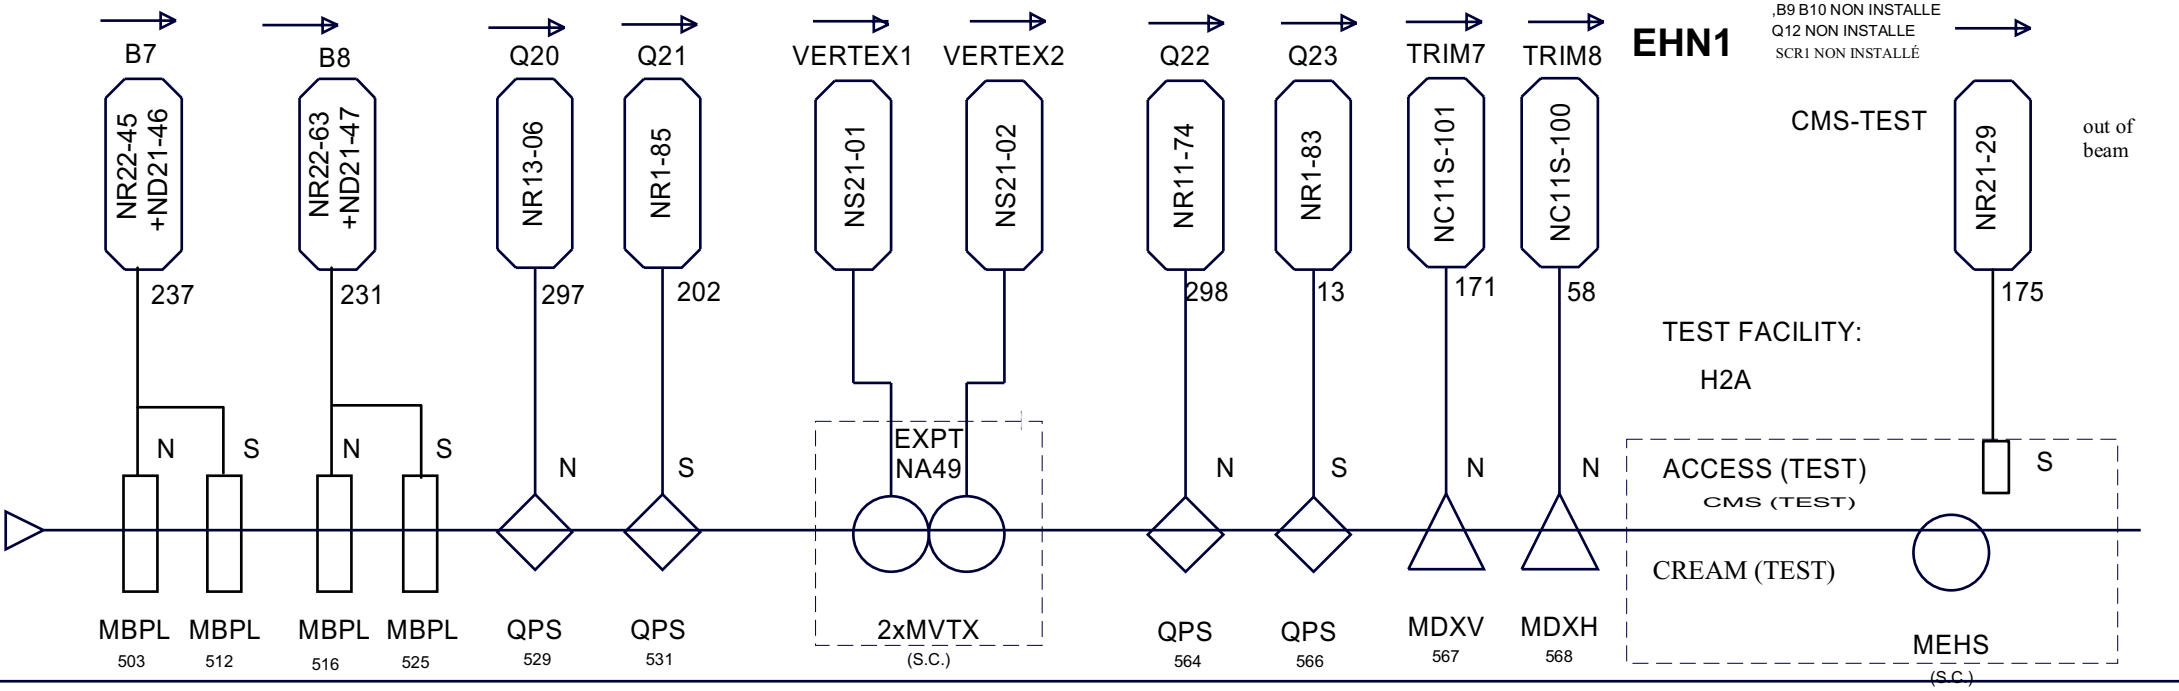 B7
B8
Q20
Q21
VERTEX1
VERTEX2
Q22
Q23
TRIM7
TRIM8
EHN1
,B9 B10 NON INSTALLE
Q12 NON INSTALLE
SCR1 NON INSTALLÉ
NR22-45
+ND21-46
NR22-63
+ND21-47
NR13-06
NR1-85
NS21-01
NS21-02
NR11-74
NR1-83
NC11S-101
NC11S-100
CMS-TEST
NR21-29
out of
beam
237
231
297
202
298
13
171
58
175
TEST FACILITY:
H2A
N
S
N
S
N
S
EXPT
NA49
N
S
N
N
ACCESS (TEST)
CMS (TEST)
S
CREAM (TEST)
MBPL
503
MBPL
512
MBPL
516
MBPL
525
QPS
529
QPS
531
2xMVTX
(S.C.)
QPS
564
QPS
566
MDXV
567
MDXH
568
MEHS
(S.C.)